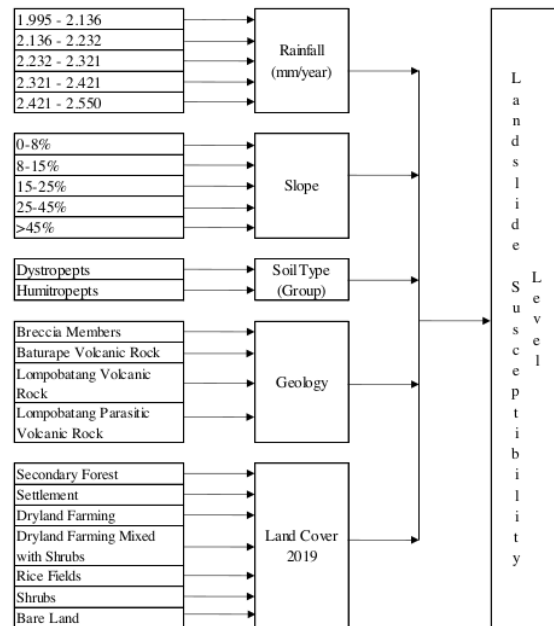 1.995 - 2.136
2.136 - 2.232
2.232 - 2.321
2.321 - 2.421
2.421 - 2.550
Rainfall
(mm/year)
0-8%
8-15%
15-25%
25-45%
>45%
Slope
Dystropepts
Humitropepts
Soil Type
(Group)
Breccia Members
Baturape Volcanic Rock
Lompobatang Volcanic
Rock
Lompobatang Parasitic
Volcanic Rock
Geology
Secondary Forest
Settlement
Dryland Farming
Dryland Farming Mixed
with Shrubs
Rice Fields
Shrubs
Bare Land
Land Cover
2019
Landslide Susceptibility
Level